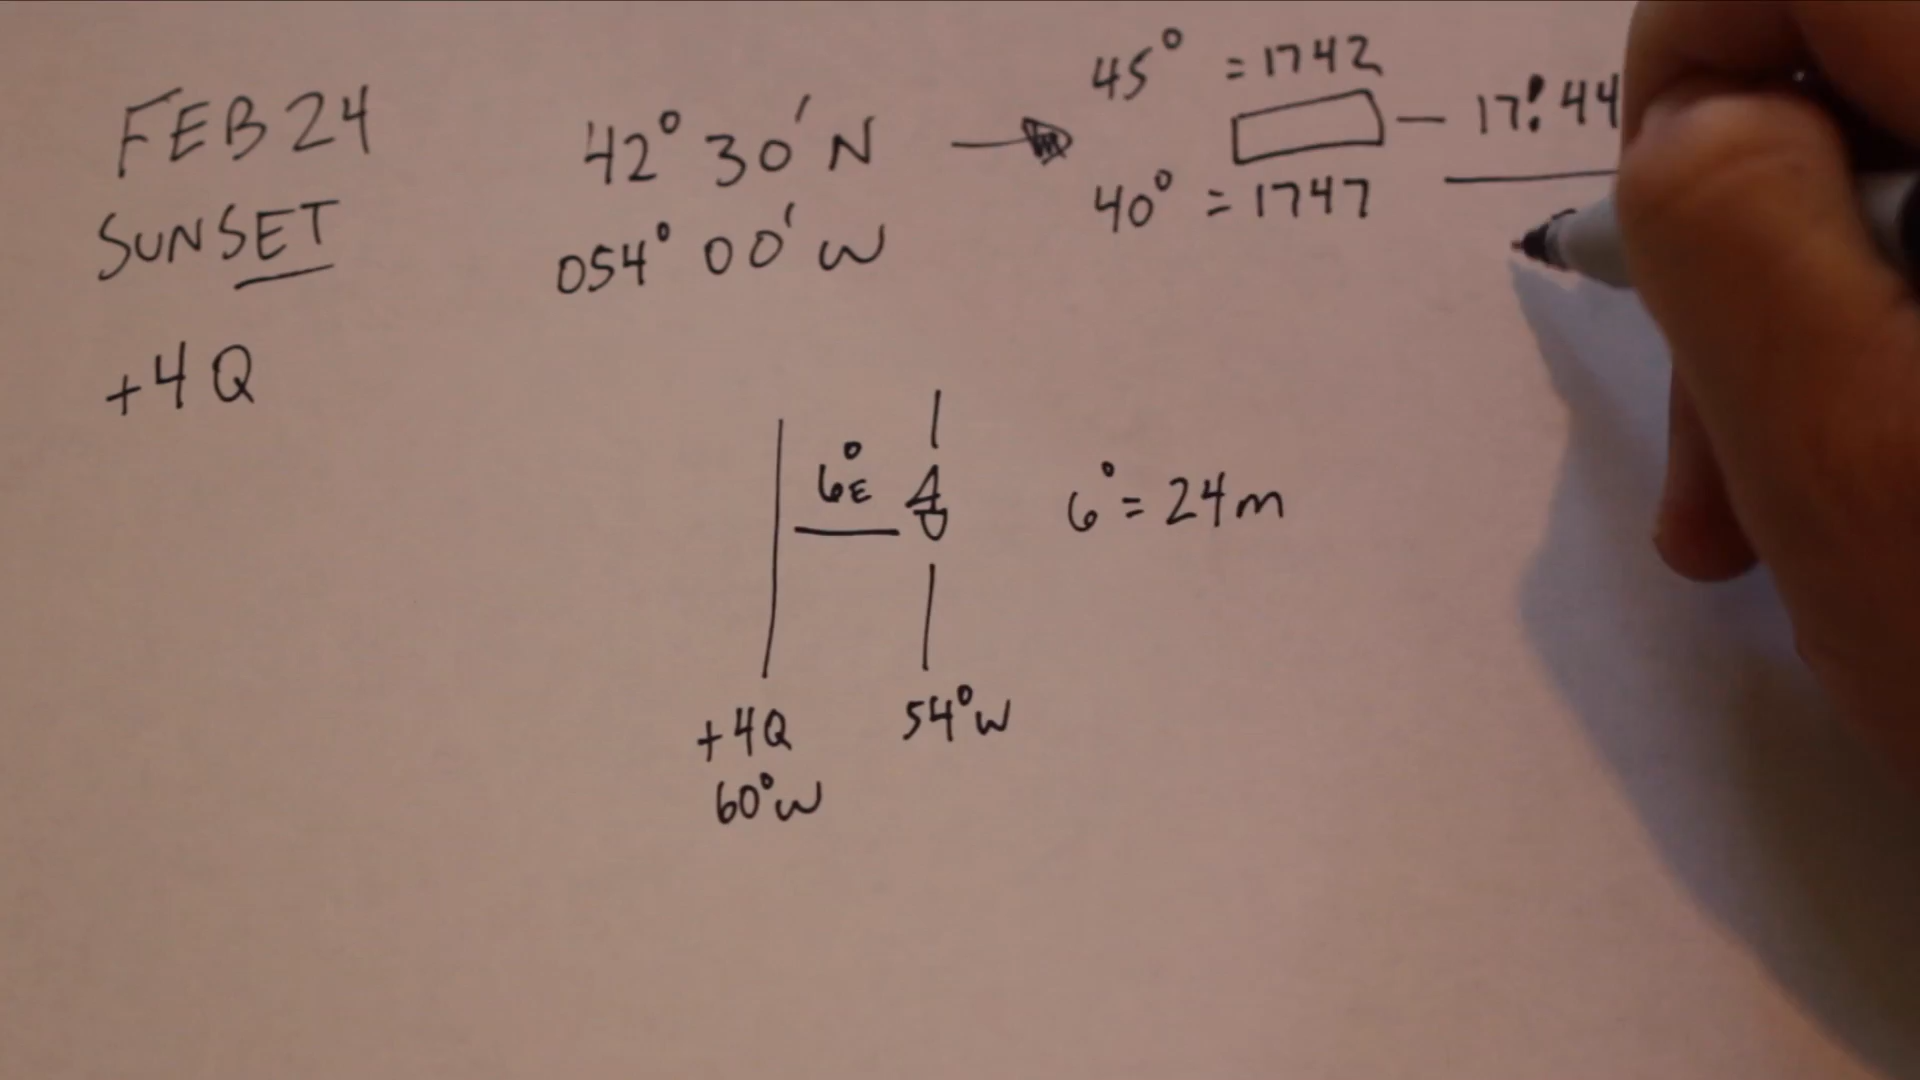 FEB 24
SUNSET
+4Q
42° 30' N
054° 00' W
45° = 1742
17:44
40° = 1747
6°E
6° = 24m
+4Q
60°W
54°W